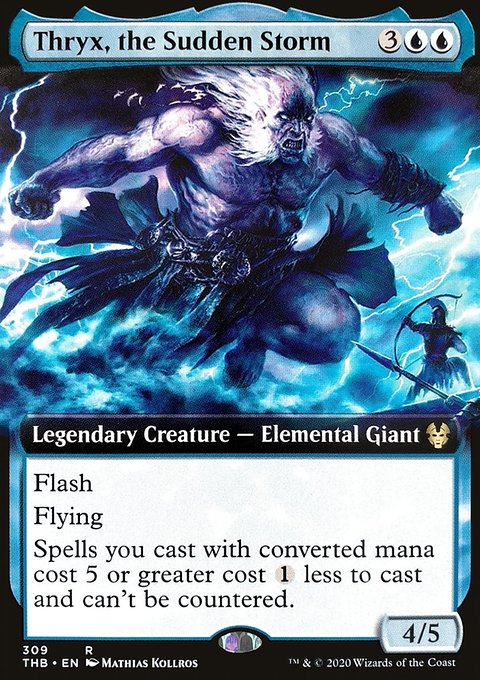 Thryx, the Sudden Storm 3
Legendary Creature — Elemental Giant
Flash
Flying
Spells you cast with converted mana
cost 5 or greater cost 1 less to cast
and can't be countered.
4/5
309 R
THB • EN Mathias Kollros
™ & © 2020 Wizards of the Coast